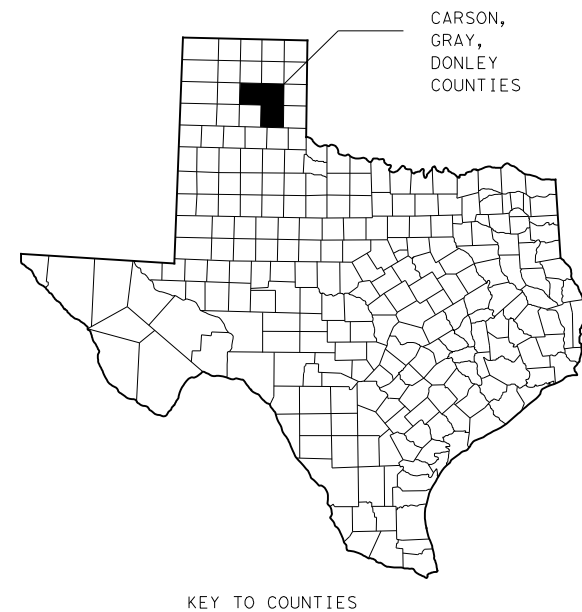 CARSON,
GRAY,
DONLEY
COUNTIES
KEY TO COUNTIES